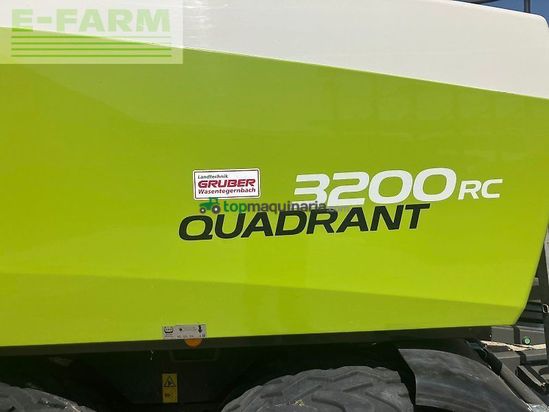 E-FARM
Landtechnik
GRUBER
Wasentegernbach
3200 RC
topmaquinaria
QUADRANT